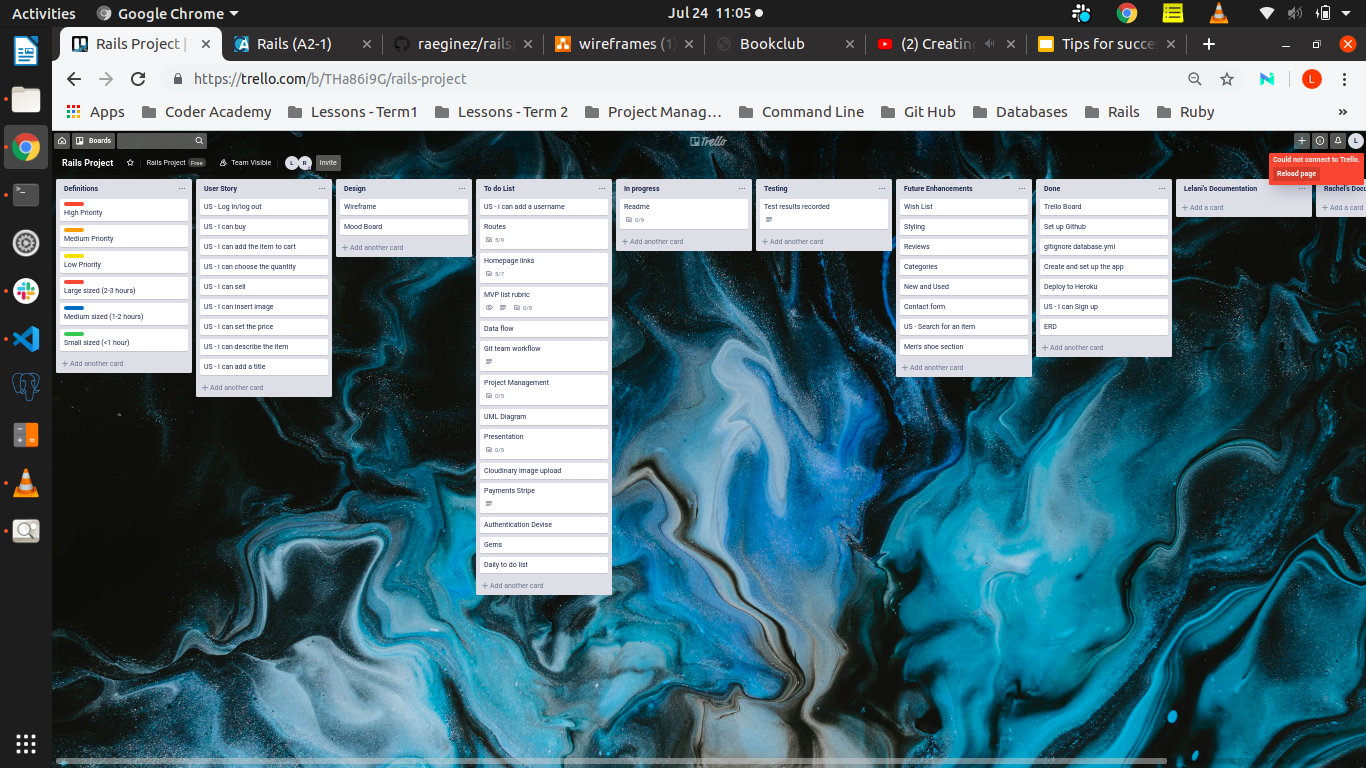 Activities
Google Chrome
Jul 24 11:05
Rails Project |
Rails (A2-1)
raeginez/rails
wireframes (1)
Bookclub
(2) Creating
Tips for succe
https://trello.com/b/THa86i9G/rails-project
L
Apps
Coder Academy
Lessons - Term1
Lessons - Term 2
Project Manag…
Command Line
Git Hub
Databases
Rails
Ruby
»
Boards
Trello
L
Rails Project
Rails Project
Free
Team Visible
L
R
Invite
Could not connect to Trello.
Reload page
Definitions
High Priority
Medium Priority
Low Priority
Large sized (2-3 hours)
Medium sized (1-2 hours)
Small sized (<1 hour)
+ Add another card
User Story
US - Log in/log out
US - I can buy
US - I can add the item to cart
US - i can choose the quantity
US - i can sell
US - I can insert image
US - I can set the price
US - i can describe the item
US - I can add a title
+ Add another card
Design
Wireframe
Mood Board
+ Add another card
To do List
US - i can add a username
Routes
5/9
Homepage links
5/7
MVP list rubric
0/8
Data flow
Git team workflow
Project Management
0/5
UML Diagram
Presentation
0/5
Cloudinary image upload
Payments Stripe
Authentication Devise
Gems
Daily to do list
+ Add another card
In progress
Readme
0/9
+ Add another card
Testing
Test results recorded
+ Add another card
Future Enhancements
Wish List
Styling
Reviews
Categories
New and Used
Contact form
US - Search for an item
Men's shoe section
+ Add another card
Done
Trello Board
Set up Github
gitignore database.yml
Create and set up the app
Deploy to Heroku
US - I can Sign up
ERD
+ Add another card
Lelani's Documentation
+ Add a card
Rachel's Docu
+ Add a card